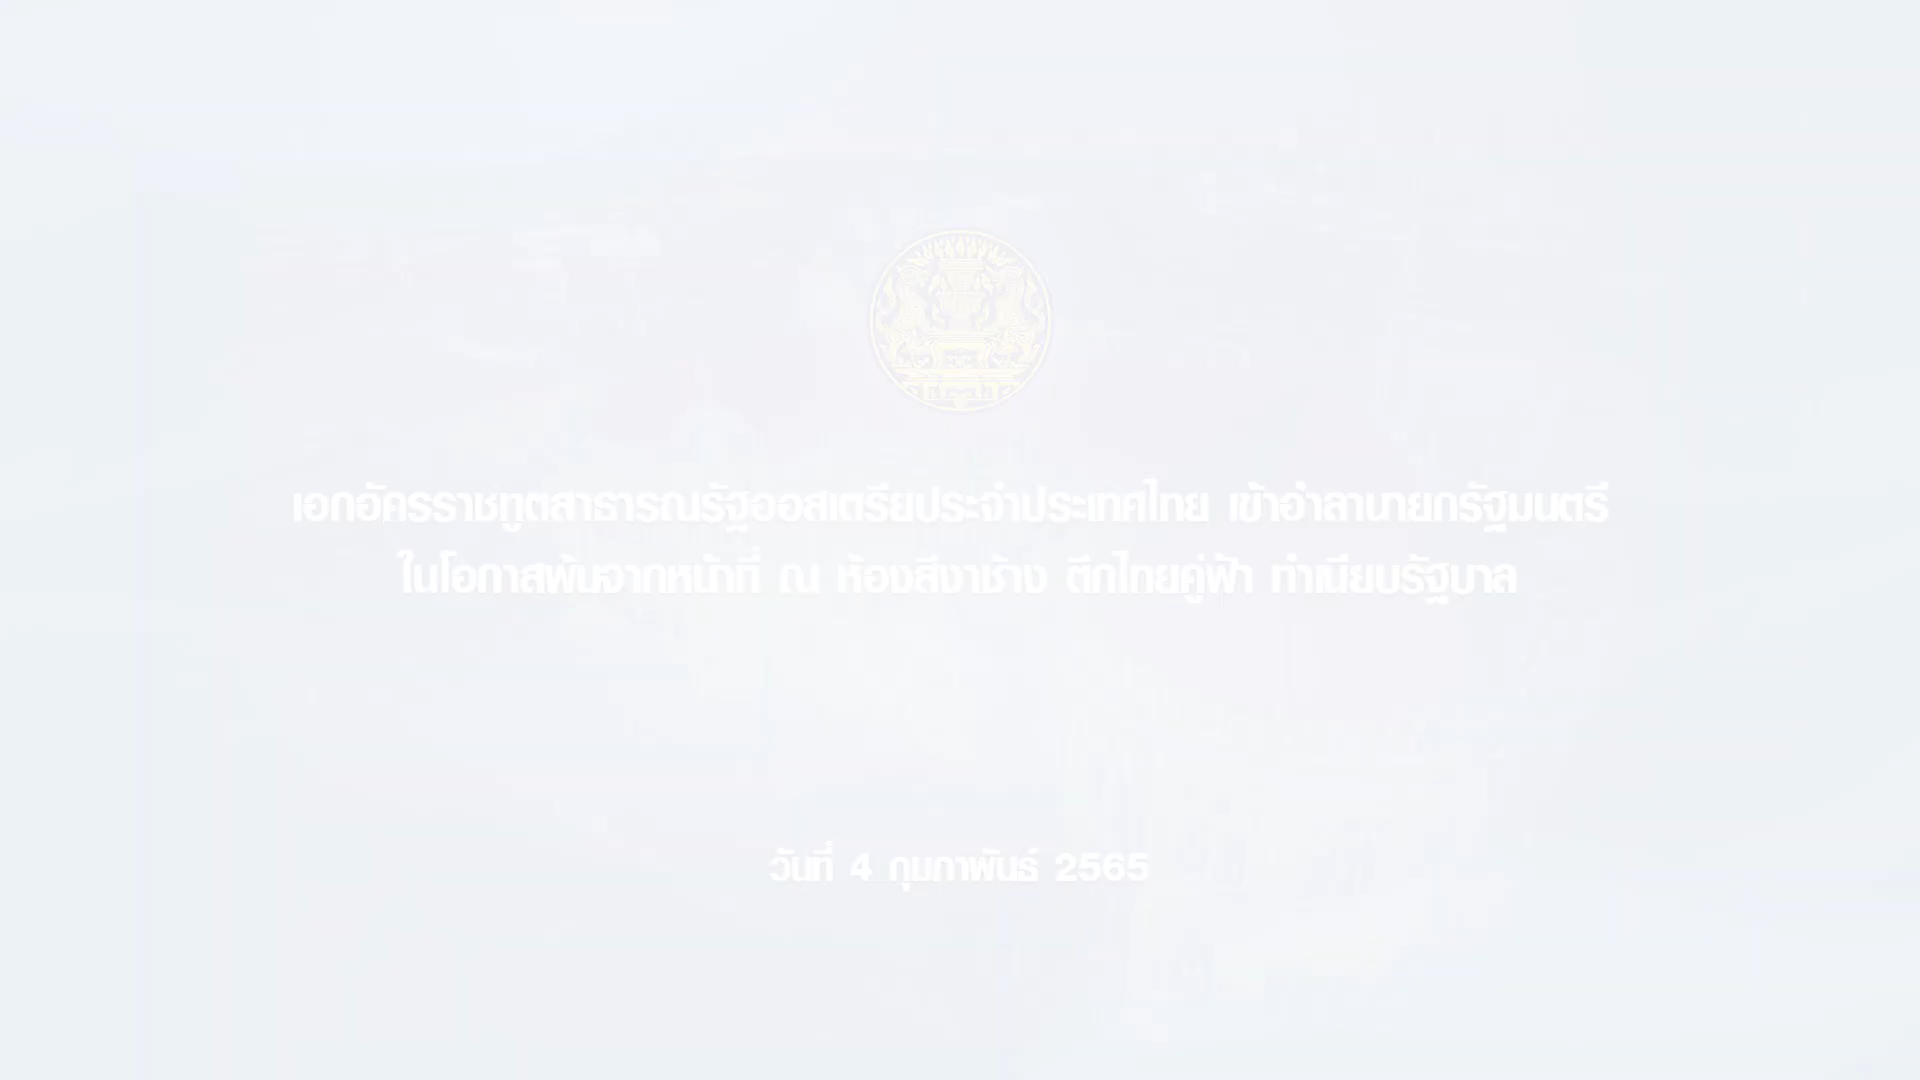 เอกอัครราชทูตสาธารณรัฐออสเตรียประจำประเทศไทย เข้าอำลานายกรัฐมนตรี
ในโอกาสพ้นจากหน้าที่ ณ ห้องสีงาช้าง ตึกไทยคู่ฟ้า ทำเนียบรัฐบาล
วันที่ 4 กุมภาพันธ์ 2565